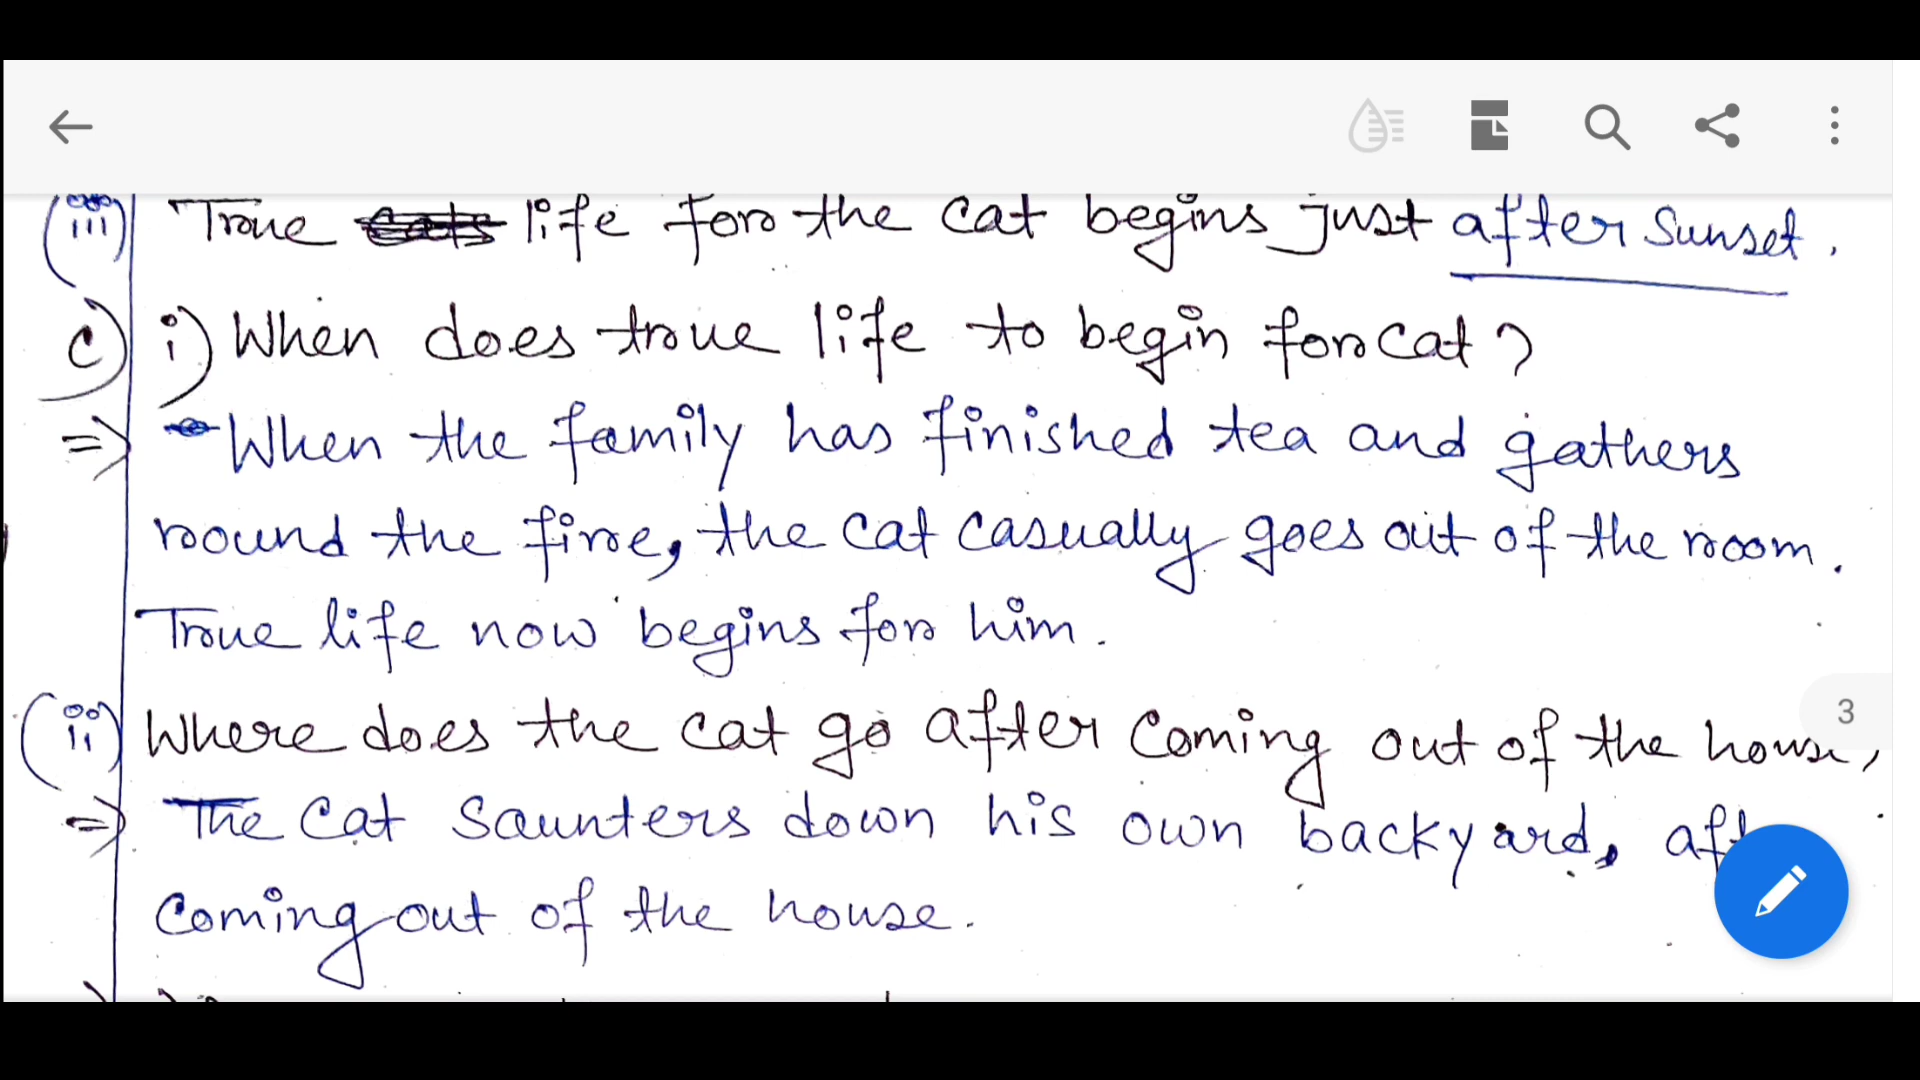 (iii) True life for the cat begins just after Sunset.
c) i) When does true life to begin for cat?
=> When the family has finished tea and gathers
round the fire, the cat casually goes out of the room.
True life now begins for him.
3
(ii) Where does the cat go after coming out of the house,
=> The cat saunters down his own backyard,
coming out of the house.